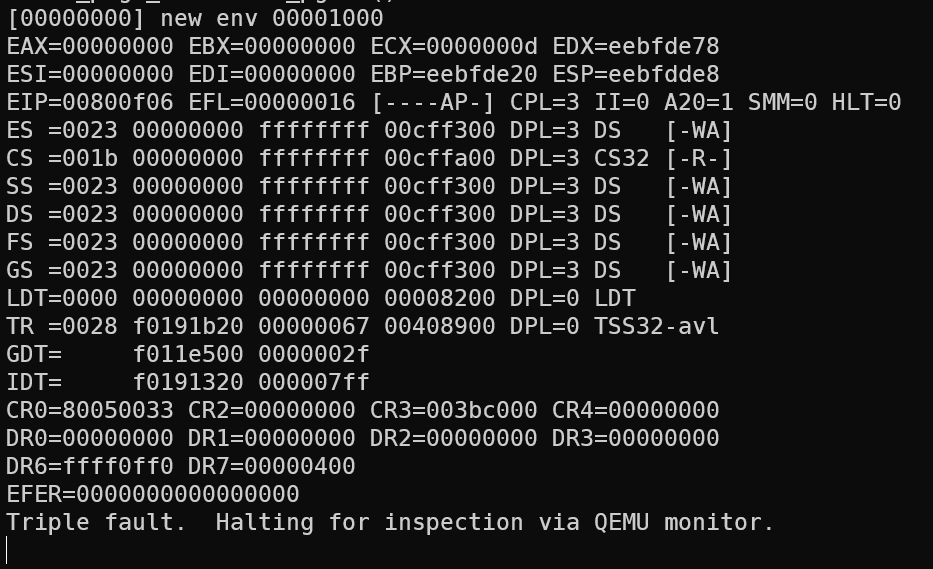 [00000000] new env 00001000
EAX=00000000 EBX=00000000 ECX=0000000d EDX=eebfde78
ESI=00000000 EDI=00000000 EBP=eebfde20 ESP=eebfdde8
EIP=00800f06 EFL=00000016 [----AP-] CPL=3 II=0 A20=1 SMM=0 HLT=0
ES =0023 00000000 ffffffff 00cff300 DPL=3 DS   [-WA]
CS =001b 00000000 ffffffff 00cffa00 DPL=3 CS32 [-R-]
SS =0023 00000000 ffffffff 00cff300 DPL=3 DS   [-WA]
DS =0023 00000000 ffffffff 00cff300 DPL=3 DS   [-WA]
FS =0023 00000000 ffffffff 00cff300 DPL=3 DS   [-WA]
GS =0023 00000000 ffffffff 00cff300 DPL=3 DS   [-WA]
LDT=0000 00000000 00000000 00008200 DPL=0 LDT
TR =0028 f0191b20 00000067 00408900 DPL=0 TSS32-avl
GDT=     f011e500 0000002f
IDT=     f0191320 000007ff
CR0=80050033 CR2=00000000 CR3=003bc000 CR4=00000000
DR0=00000000 DR1=00000000 DR2=00000000 DR3=00000000
DR6=ffff0ff0 DR7=00000400
EFER=0000000000000000
Triple fault.  Halting for inspection via QEMU monitor.